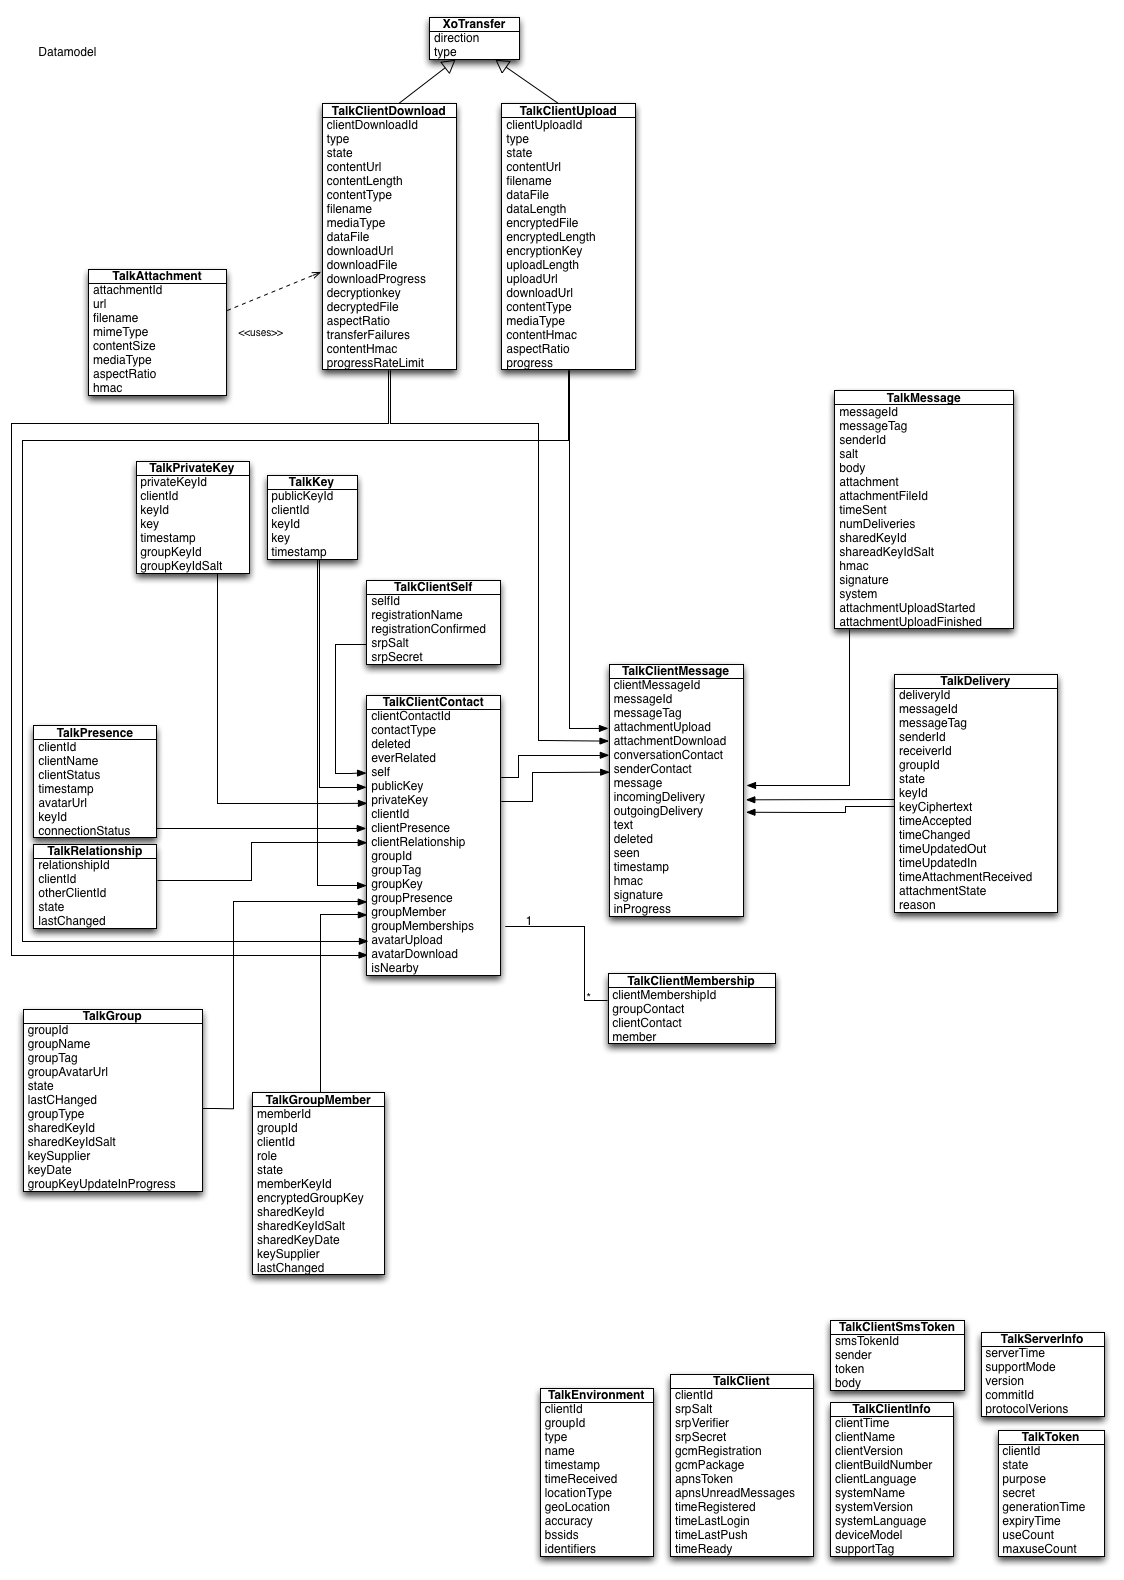 Datamodel
XoTransfer
direction
type
TalkClientDownload
clientDownloadId
type
state
contentUrl
contentLength
contentType
filename
mediaType
dataFile
downloadUrl
downloadFile
downloadProgress
decryptionkey
decryptedFile
aspectRatio
transferFailures
contentHmac
progressRateLimit
TalkClientUpload
clientUploadId
type
state
contentUrl
filename
dataFile
dataLength
encryptedFile
encryptedLength
encryptionKey
uploadLength
uploadUrl
downloadUrl
contentType
mediaType
contentHmac
aspectRatio
progress
TalkAttachment
attachmentId
url
filename
mimeType
contentSize
mediaType
aspectRatio
hmac
<<uses>>
TalkMessage
messageId
messageTag
senderId
salt
body
attachment
attachmentFileId
timeSent
numDeliveries
sharedKeyId
shareadKeyIdSalt
hmac
signature
system
attachmentUploadStarted
attachmentUploadFinished
TalkPrivateKey
privateKeyId
clientId
keyId
key
timestamp
groupKeyId
groupKeyIdSalt
TalkKey
publicKeyId
clientId
keyId
key
timestamp
TalkClientSelf
selfId
registrationName
registrationConfirmed
srpSalt
srpSecret
TalkClientContact
clientContactId
contactType
deleted
everRelated
self
publicKey
privateKey
clientId
clientPresence
clientRelationship
groupId
groupTag
groupKey
groupPresence
groupMember
groupMemberships
avatarUpload
avatarDownload
isNearby
TalkClientMessage
clientMessageId
messageId
messageTag
attachmentUpload
attachmentDownload
conversationContact
senderContact
message
incomingDelivery
outgoingDelivery
text
deleted
seen
timestamp
hmac
signature
inProgress
TalkDelivery
deliveryId
messageId
messageTag
senderId
receiverId
groupId
state
keyId
keyCiphertext
timeAccepted
timeChanged
timeUpdatedOut
timeUpdatedIn
timeAttachmentReceived
attachmentState
reason
TalkPresence
clientId
clientName
clientStatus
timestamp
avatarUrl
keyId
connectionStatus
TalkRelationship
relationshipId
clientId
otherClientId
state
lastChanged
1
*
TalkClientMembership
clientMembershipId
groupContact
clientContact
member
TalkGroup
groupId
groupName
groupTag
groupAvatarUrl
state
lastCHanged
groupType
sharedKeyId
sharedKeyIdSalt
keySupplier
keyDate
groupKeyUpdateInProgress
TalkGroupMember
memberId
groupId
clientId
role
state
memberKeyId
encryptedGroupKey
sharedKeyId
sharedKeyIdSalt
sharedKeyDate
keySupplier
lastChanged
TalkEnvironment
clientId
groupId
type
name
timestamp
timeReceived
locationType
geoLocation
accuracy
bssids
identifiers
TalkClient
clientId
srpSalt
srpVerifier
srpSecret
gcmRegistration
gcmPackage
apnsToken
apnsUnreadMessages
timeRegistered
timeLastLogin
timeLastPush
timeReady
TalkClientSmsToken
smsTokenId
sender
token
body
TalkClientInfo
clientTime
clientName
clientVersion
clientBuildNumber
clientLanguage
systemName
systemVersion
systemLanguage
deviceModel
supportTag
TalkServerInfo
serverTime
supportMode
version
commitId
protocolVerions
TalkToken
clientId
state
purpose
secret
generationTime
expiryTime
useCount
maxuseCount